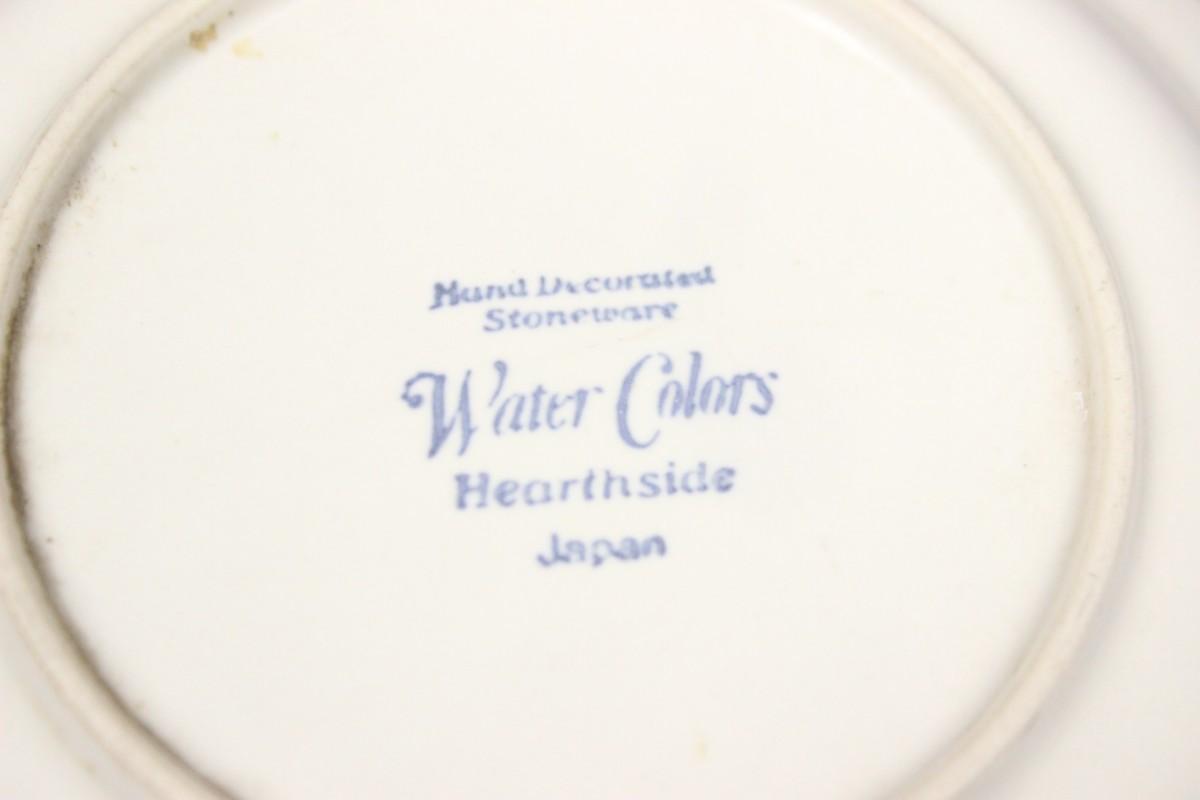 Hand Decorated
Stoneware
Water Colors
Hearthside
Japan